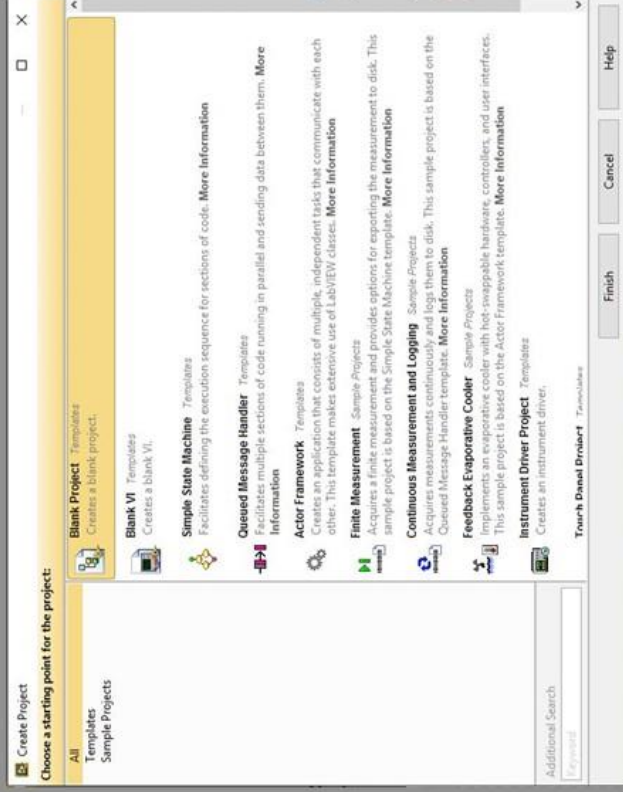 Create Project
Choose a starting point for the project:
All
Templates
Sample Projects
Additional Search
Keyword
Blank Project Templates
Creates a blank project.
Blank VI Templates
Creates a blank VI.
Simple State Machine Templates
Facilitates defining the execution sequence for sections of code. More Information
Queued Message Handler Templates
Facilitates multiple sections of code running in parallel and sending data between them. More
Information
Actor Framework Templates
Creates an application that consists of multiple, independent tasks that communicate with each
other. This template makes extensive use of LabVIEW classes. More Information
Finite Measurement Sample Projects
Acquires a finite measurement and provides options for exporting the measurement to disk. This
sample project is based on the Simple State Machine template. More Information
Continuous Measurement and Logging Sample Projects
Acquires measurements continuously and logs them to disk. This sample project is based on the
Queued Message Handler template. More Information
Feedback Evaporative Cooler Sample Projects
Implements an evaporative cooler with hot-swappable hardware, controllers, and user interfaces.
This sample project is based on the Actor Framework template. More Information
Instrument Driver Project Templates
Creates an instrument driver.
Touch Panel Project Templates
Finish
Cancel
Help